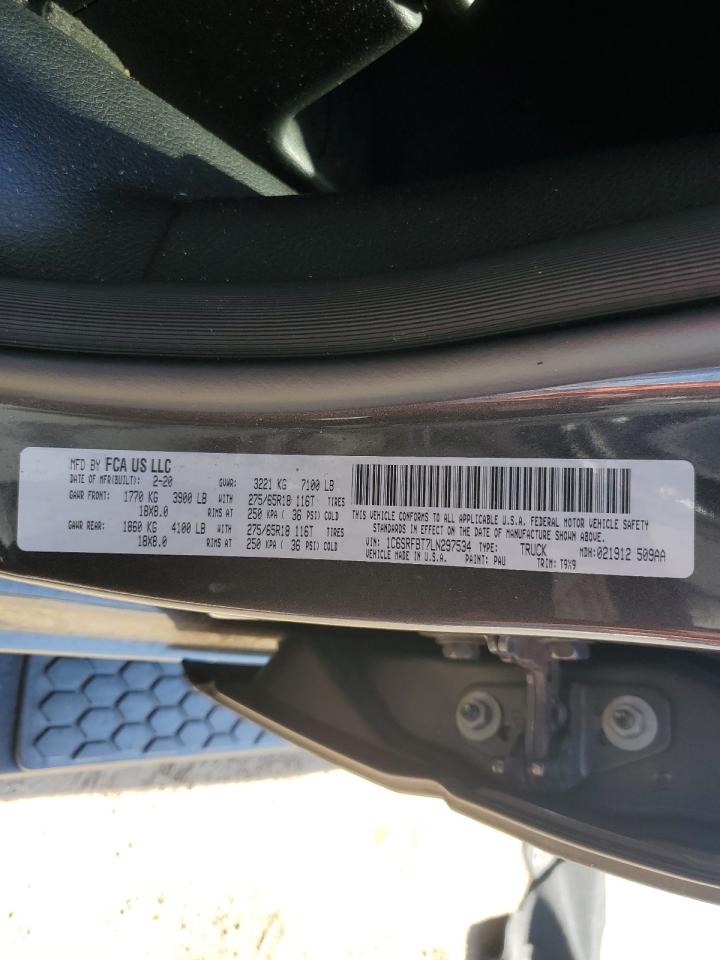 MFD BY FCA US LLC
DATE OF MFR(BUILT): 2-20 GVWR: 3221 KG 7100 LB
GAWR FRONT: 1770 KG 3900 LB WITH 275/65R18 116T TIRES
18X8.0 RIMS AT 250 KPA ( 36 PSI) COLD
GAWR REAR: 1860 KG 4100 LB WITH 275/65R18 116T TIRES
18X8.0 RIMS AT 250 KPA ( 36 PSI) COLD
THIS VEHICLE CONFORMS TO ALL APPLICABLE U.S.A. FEDERAL MOTOR VEHICLE SAFETY
STANDARDS IN EFFECT ON THE DATE OF MANUFACTURE SHOWN ABOVE.
VIN: 1C6SRFBT7LN297534 TYPE: TRUCK MDH: 021912 509AA
VEHICLE MADE IN U.S.A. PAINT: PAU TRIM: T9X9